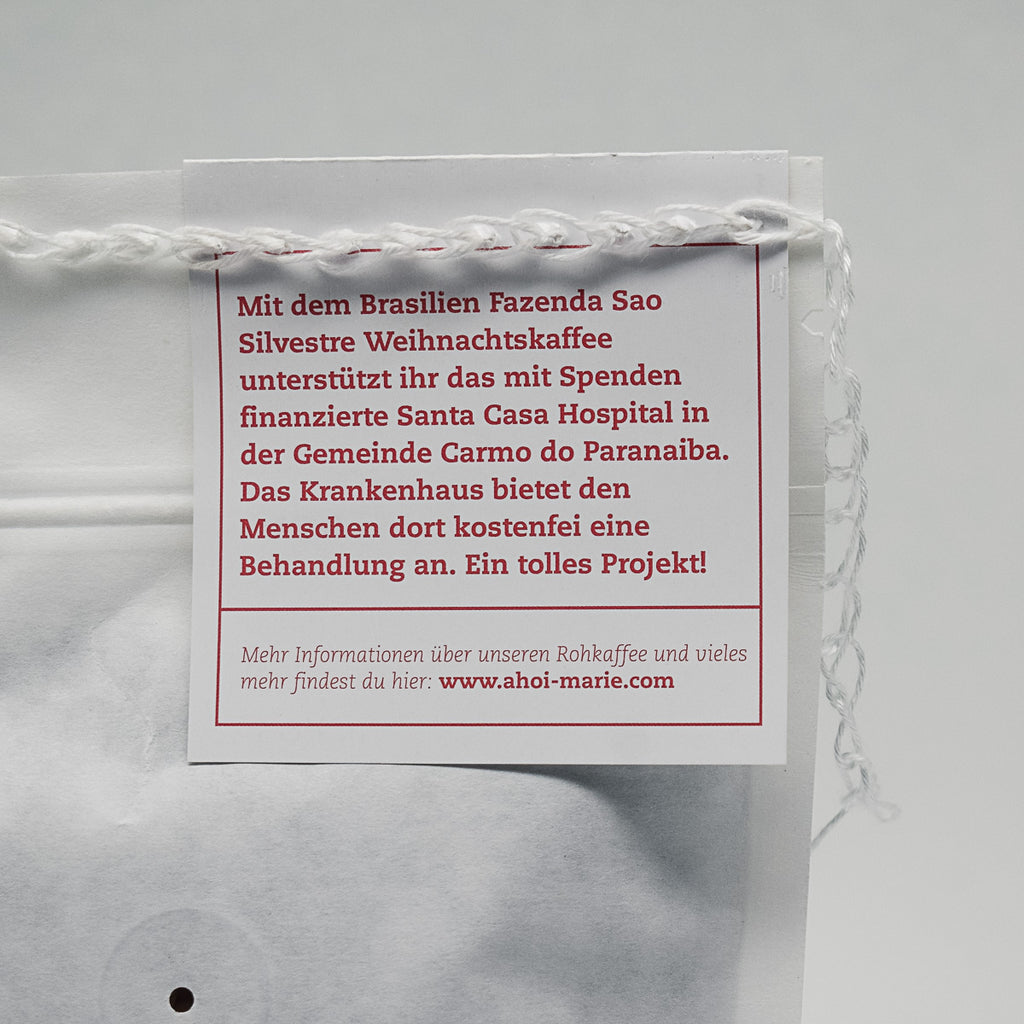 Mit dem Brasilien Fazenda Sao
Silvestre Weihnachtskaffee
unterstützt ihr das mit Spenden
finanzierte Santa Casa Hospital in
der Gemeinde Carmo do Paranaiba.
Das Krankenhaus bietet den
Menschen dort kostenfei eine
Behandlung an. Ein tolles Projekt!
Mehr Informationen über unseren Rohkaffee und vieles
mehr findest du hier: www.ahoi-marie.com